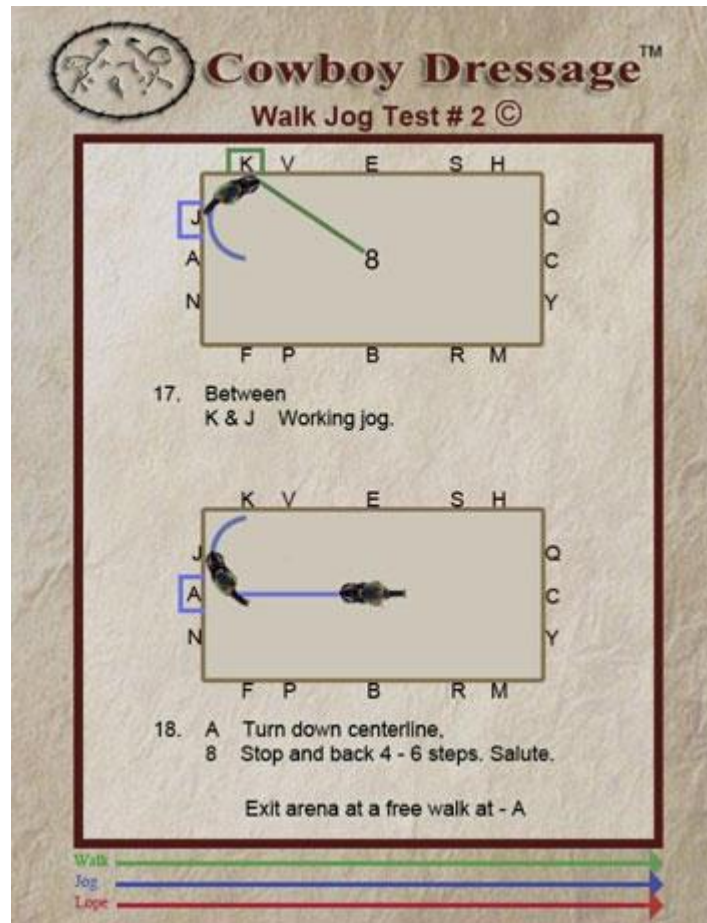 Cowboy Dressage™
Walk Jog Test # 2 ©
K V E S H
J Q
8
A C
N Y
F P B R M
17. Between
K & J Working jog.
K V E S H
J Q
A C
N Y
F P B R M
18. A Turn down centerline.
8 Stop and back 4 - 6 steps. Salute.
Exit arena at a free walk at - A
Walk
Jog
Lope